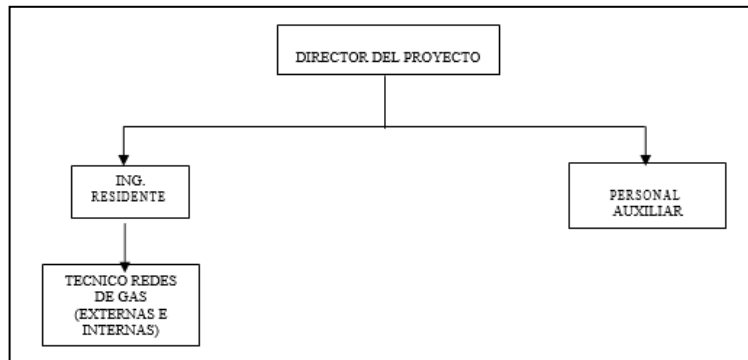 DIRECTOR DEL PROYECTO
ING.
RESIDENTE
PERSONAL
AUXILIAR
TECNICO REDES
DE GAS
(EXTERNAS E
INTERNAS)